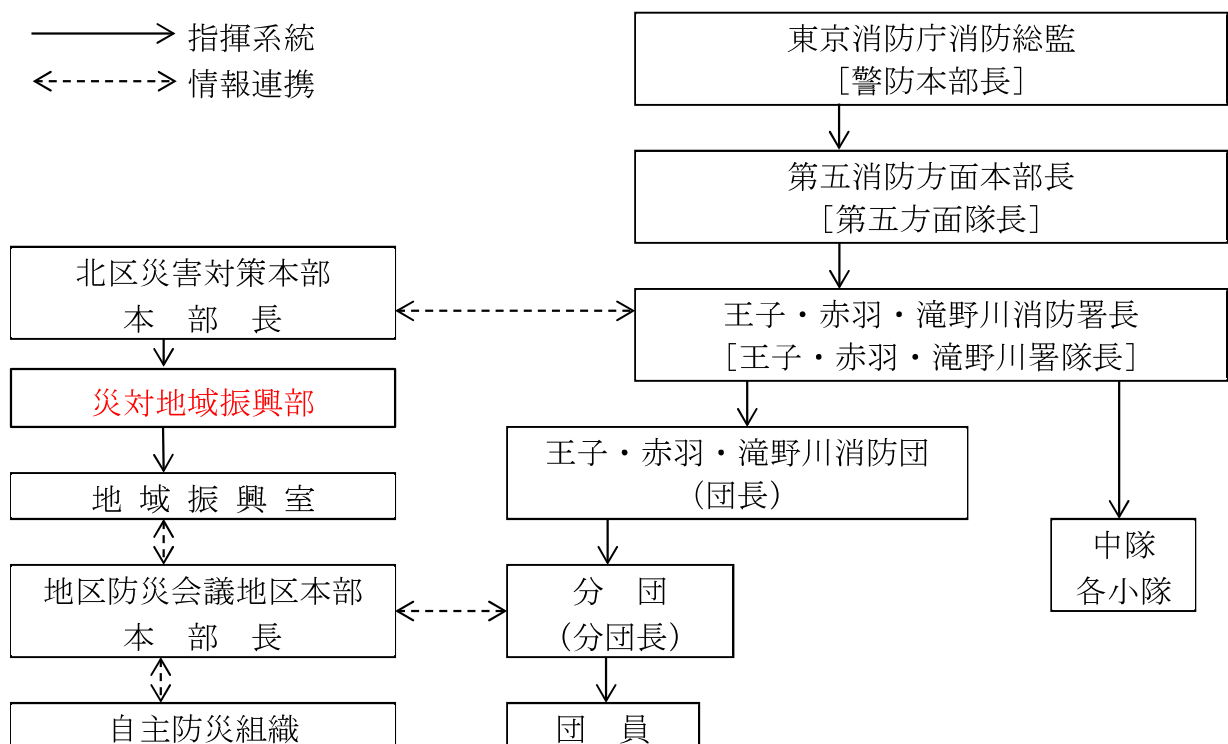 指揮系統
情報連携
東京消防庁消防総監
［警防本部長］
第五消防方面本部長
［第五方面隊長］
北区災害対策本部
本　部　長
王子・赤羽・滝野川消防署長
［王子・赤羽・滝野川署隊長］
災対地域振興部
王子・赤羽・滝野川消防団
（団長）
地 域 振 興 室
中隊
各小隊
地区防災会議地区本部
本　部　長
分　団
（分団長）
自主防災組織
団　員